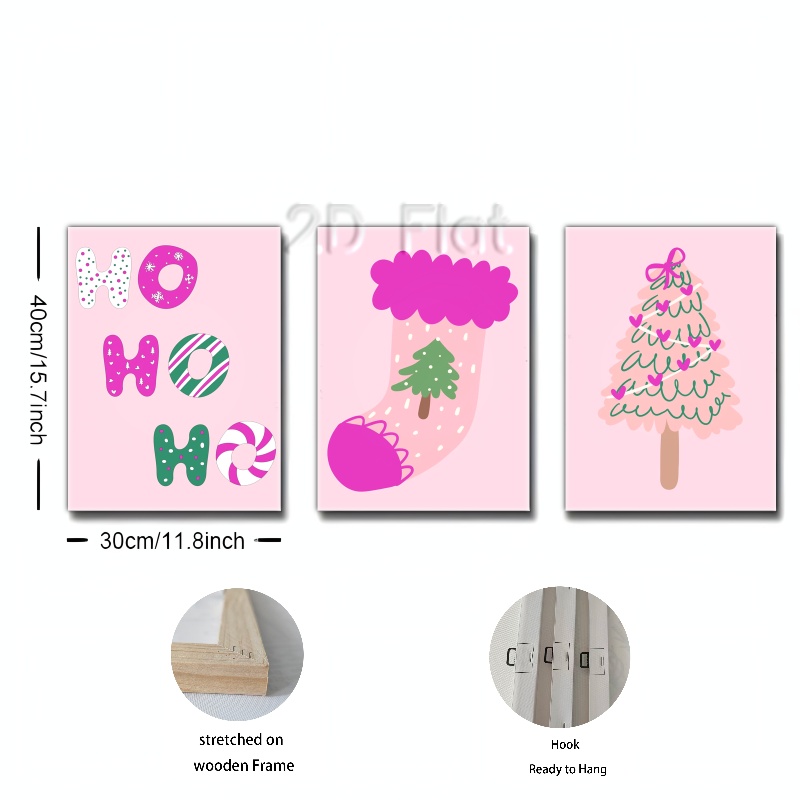 2D Flat
HO
HO
HO
40cm/15.7inch
30cm/11.8inch
stretched on
wooden Frame
Hook
Ready to Hang